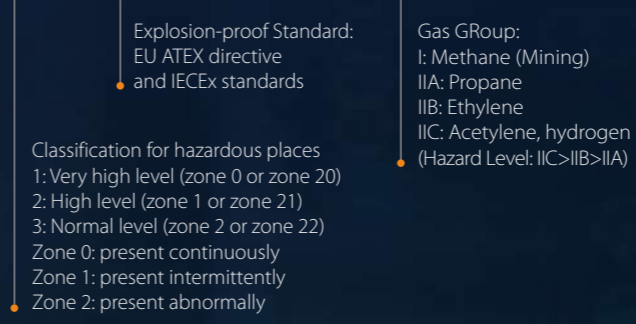 Explosion-proof Standard:
EU ATEX directive
and IECEx standards
Gas GRoup:
I: Methane (Mining)
IIA: Propane
IIB: Ethylene
IIC: Acetylene, hydrogen
(Hazard Level: IIC>IIB>IIA)
Classification for hazardous places
1: Very high level (zone 0 or zone 20)
2: High level (zone 1 or zone 21)
3: Normal level (zone 2 or zone 22)
Zone 0: present continuously
Zone 1: present intermittently
Zone 2: present abnormally